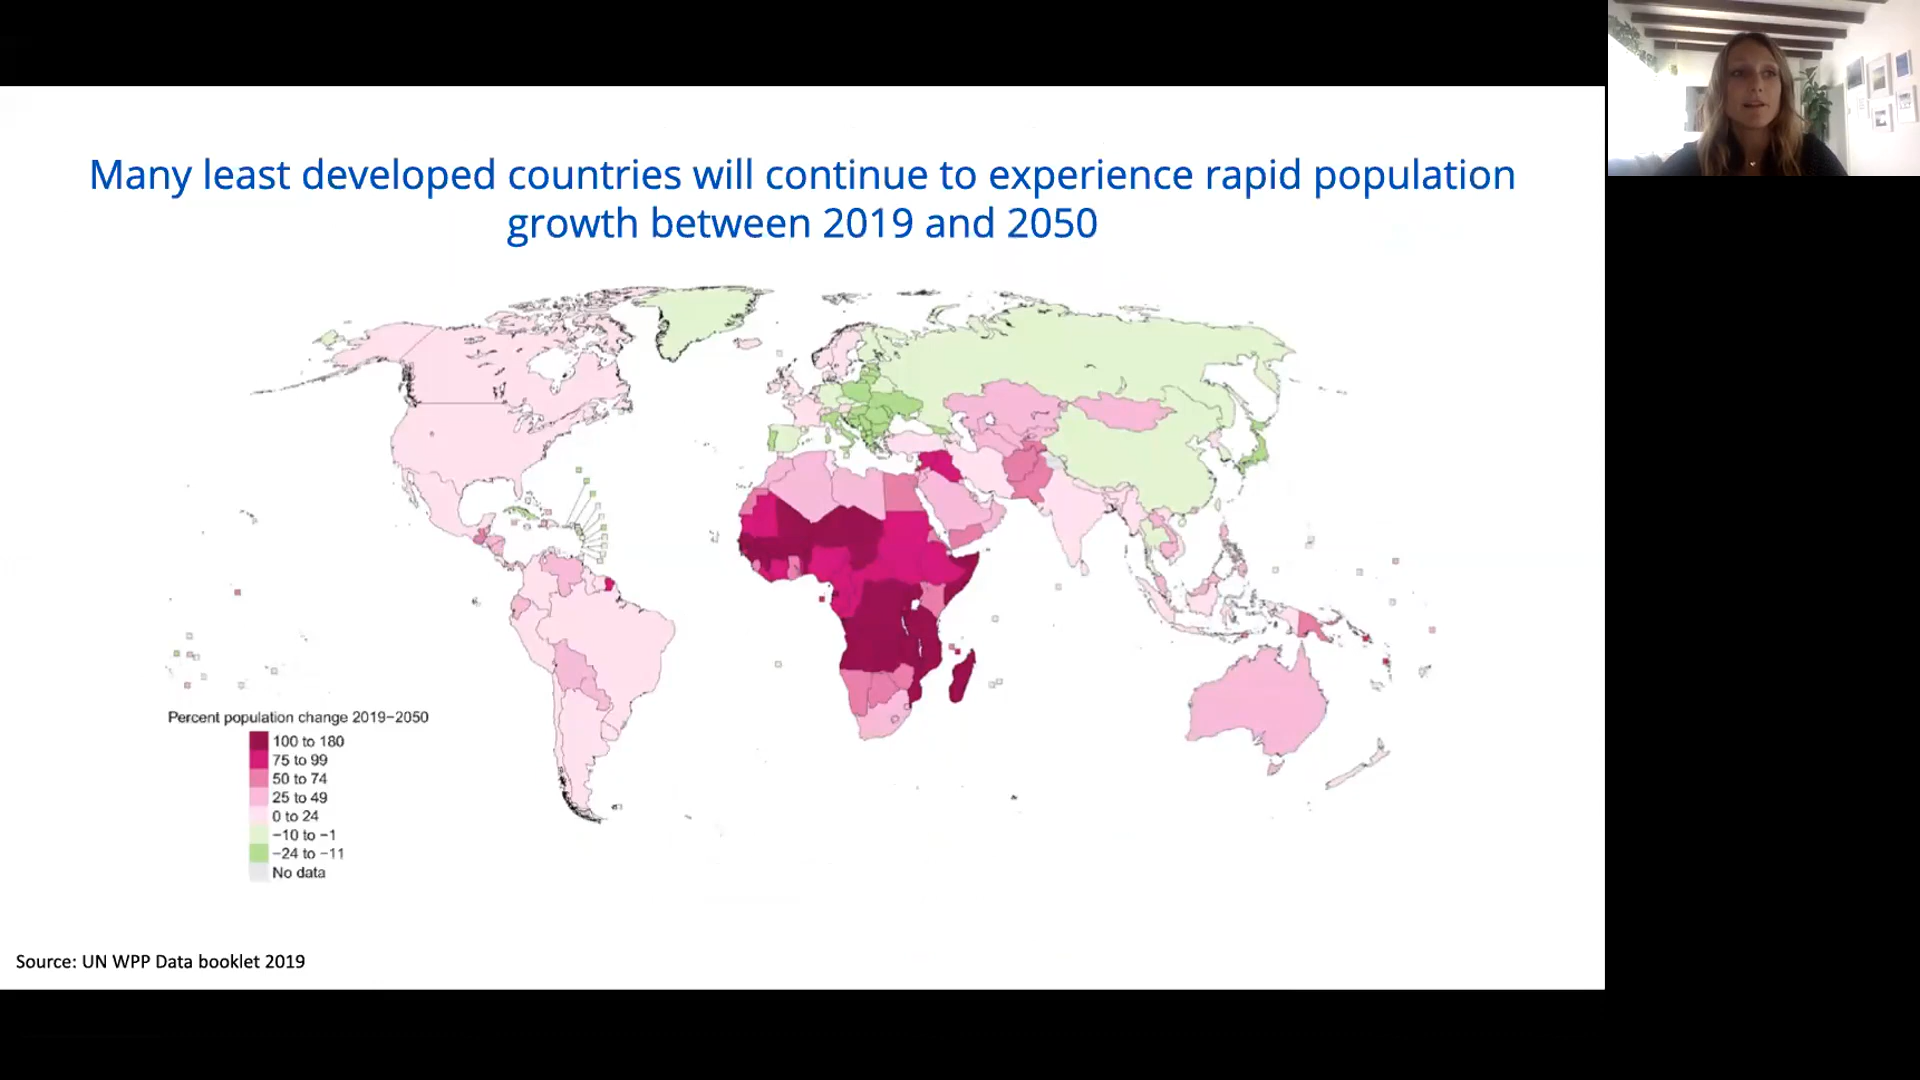 Many least developed countries will continue to experience rapid population
growth between 2019 and 2050
Percent population change 2019−2050
100 to 180
75 to 99
50 to 74
25 to 49
0 to 24
−10 to −1
−24 to −11
No data
Source: UN WPP Data booklet 2019